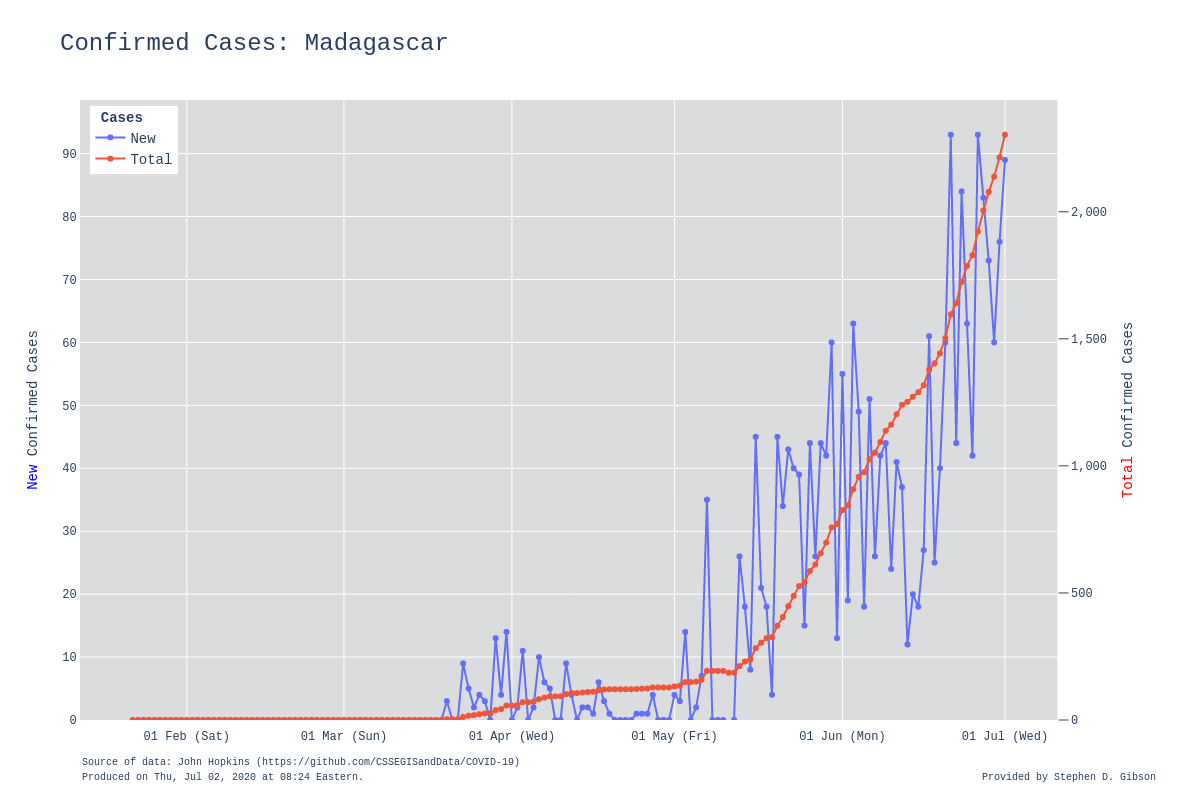 Confirmed Cases: Madagascar
Cases
New
Total
90
80
70
60
50
40
30
20
10
0
New Confirmed Cases
2,000
1,500
1,000
500
0
Total Confirmed Cases
01 Feb (Sat)
01 Mar (Sun)
01 Apr (Wed)
01 May (Fri)
01 Jun (Mon)
01 Jul (Wed)
Source of data: John Hopkins (https://github.com/CSSEGISandData/COVID-19)
Produced on Thu, Jul 02, 2020 at 08:24 Eastern.
Provided by Stephen D. Gibson